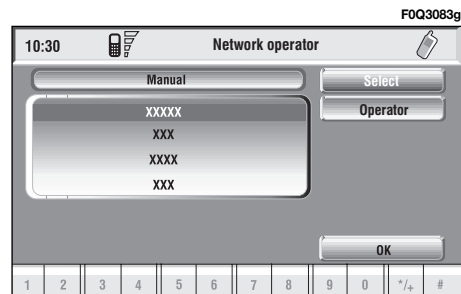 F0Q3083g
10:30 Network operator
Manual Select
XXXXX Operator
XXX
XXXX
XXX
OK
1 2 3 4 5 6 7 8 9 0 */+ #